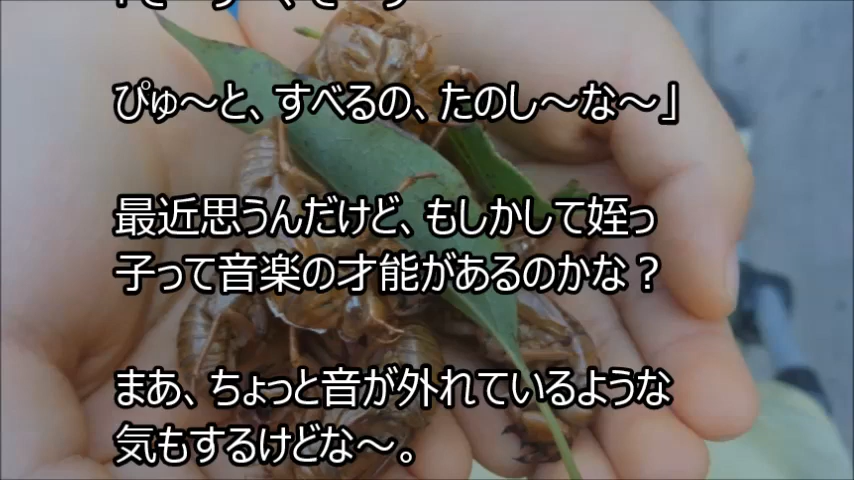 ぴゅ～と、すべるの、たのし～な～」
最近思うんだけど、もしかして姪っ
子って音楽の才能があるのかな？
まあ、ちょっと音が外れているような
気もするけどな～。